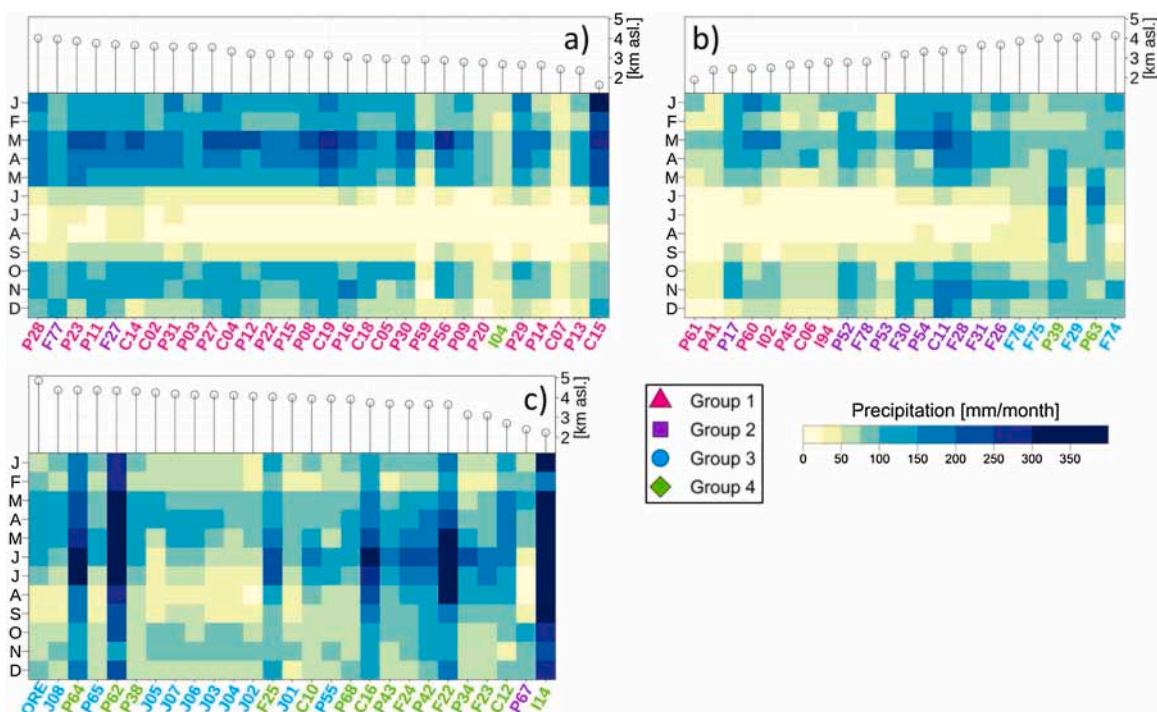 a)
5
4
3
2
[km asl.]
J
F
M
A
M
J
J
A
S
O
N
D
P28 F77 P23 P11 F27 C14 C02 P31 P03 P27 C04 P12 P22 P15 P08 C19 P16 C18 C05 P30 P59 P56 P09 P20 I04 P29 P14 C07 P13 C15
b)
5
4
3
2
[km asl.]
J
F
M
A
M
J
J
A
S
O
N
D
P61 P41 P17 P60 I02 P45 C06 I94 P52 F78 P53 F30 P54 C11 F28 F31 F26 F76 F75 P39 F29 P63 F74
c)
5
4
3
2
[km asl.]
J
F
M
A
M
J
J
A
S
O
N
D
ORE J08 P64 P65 P62 P38 J05 J07 J06 J03 J04 J02 F25 J01 C10 P55 P68 C16 P43 F24 P42 F22 P34 F23 C12 P67 I14
Group 1
Group 2
Group 3
Group 4
Precipitation [mm/month]
0 50 100 150 200 250 300 350